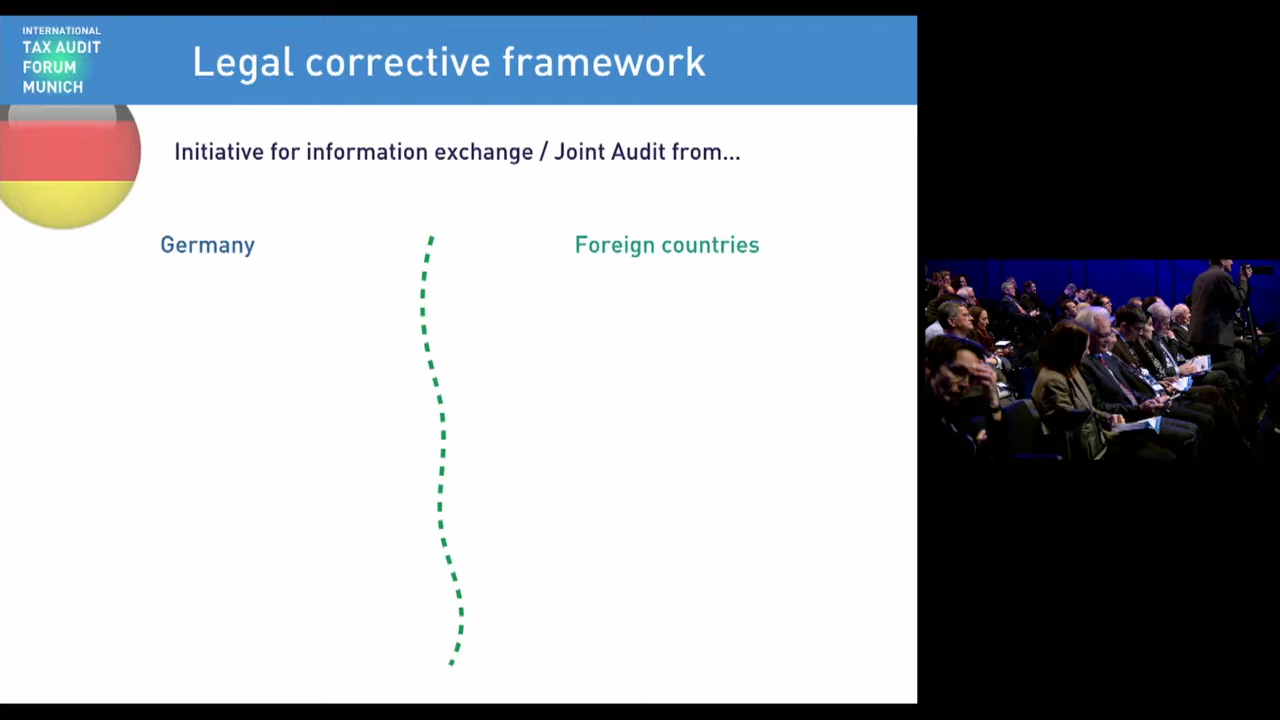 INTERNATIONAL
TAX AUDIT
FORUM
MUNICH
Legal corrective framework
Initiative for information exchange / Joint Audit from...
Germany
Foreign countries